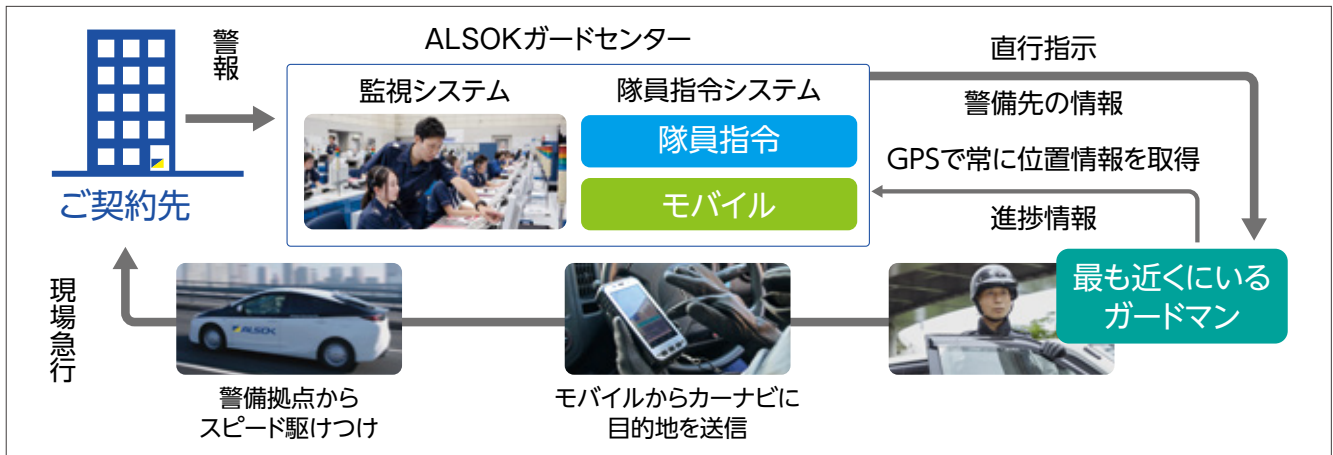 ALSOKガードセンター
警報
監視システム
隊員指令システム
隊員指令
モバイル
直行指示
警備先の情報
GPSで常に位置情報を取得
進捗情報
ご契約先
最も近くにいる
ガードマン
現場急行
ALSOK
警備拠点から
スピード駆けつけ
モバイルからカーナビに
目的地を送信